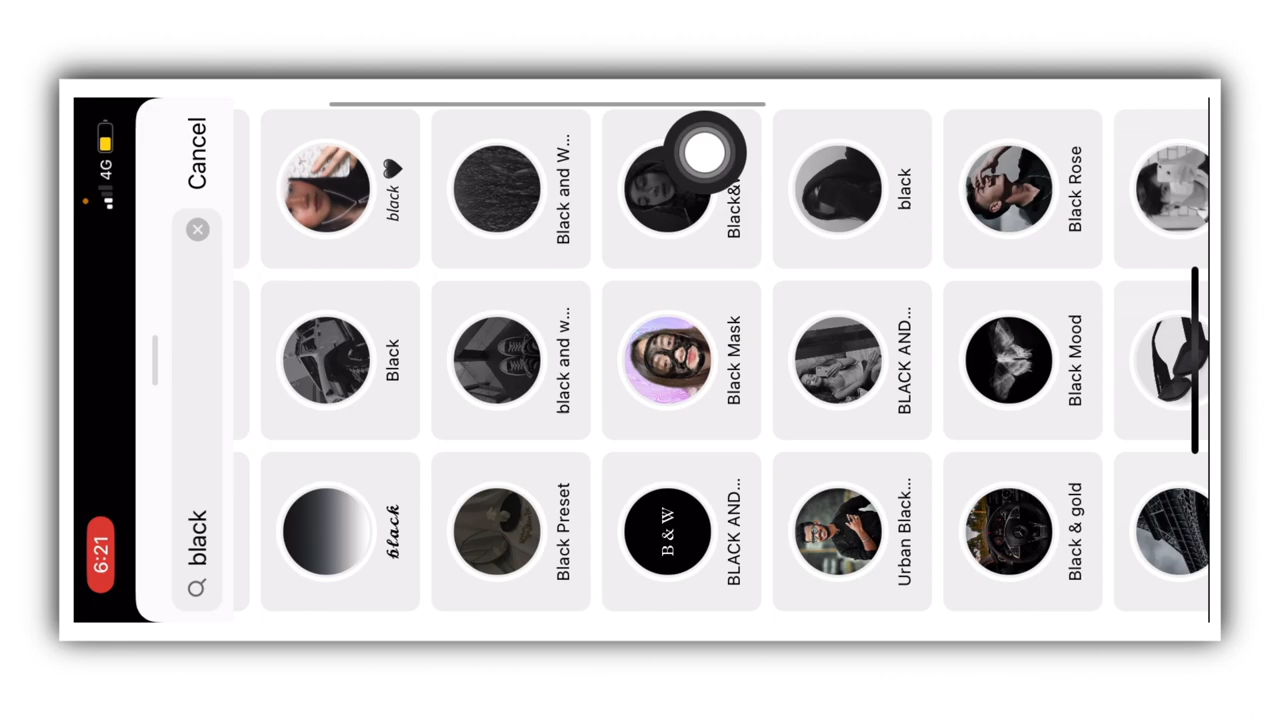 6:21 4G
black Cancel
black Black black 🖤
Black Preset black and w... Black and W...
B & W
BLACK AND... Black Mask Black&
Urban Black... BLACK AND... black
Black & gold Black Mood Black Rose